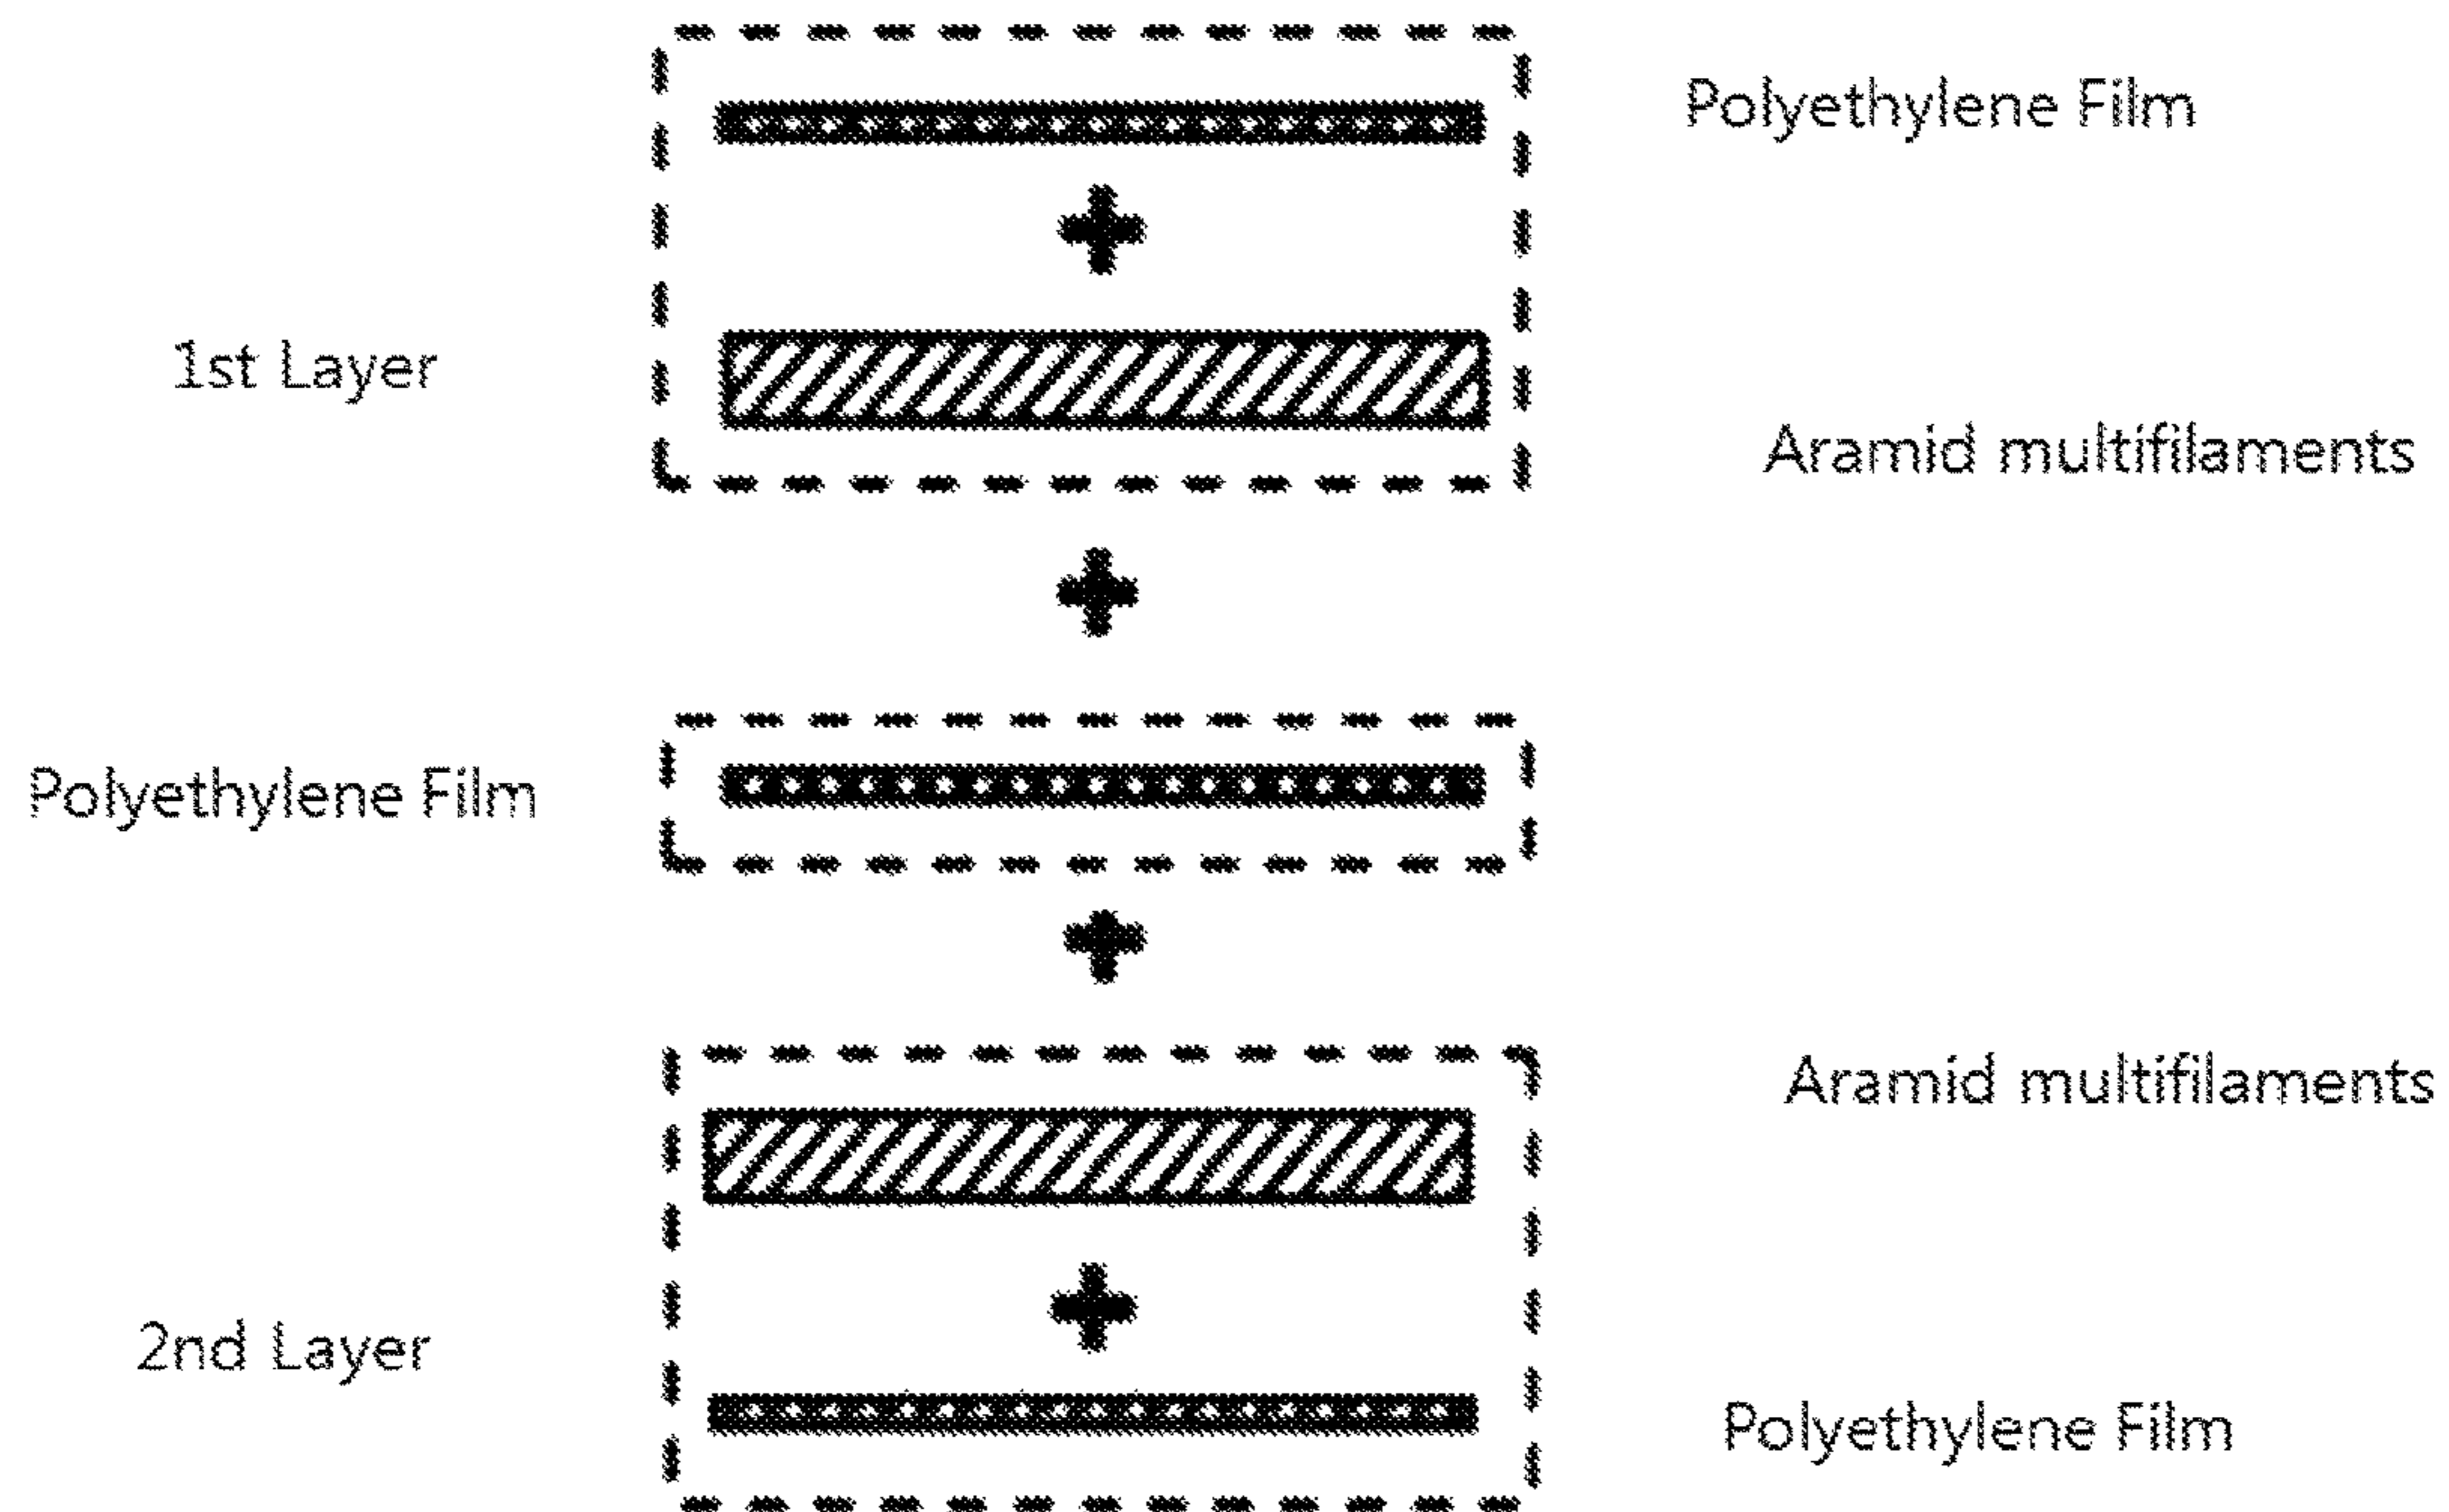 Polyethylene Film
1st Layer
Aramid multifilaments
Polyethylene Film
Aramid multifilaments
2nd Layer
Polyethylene Film